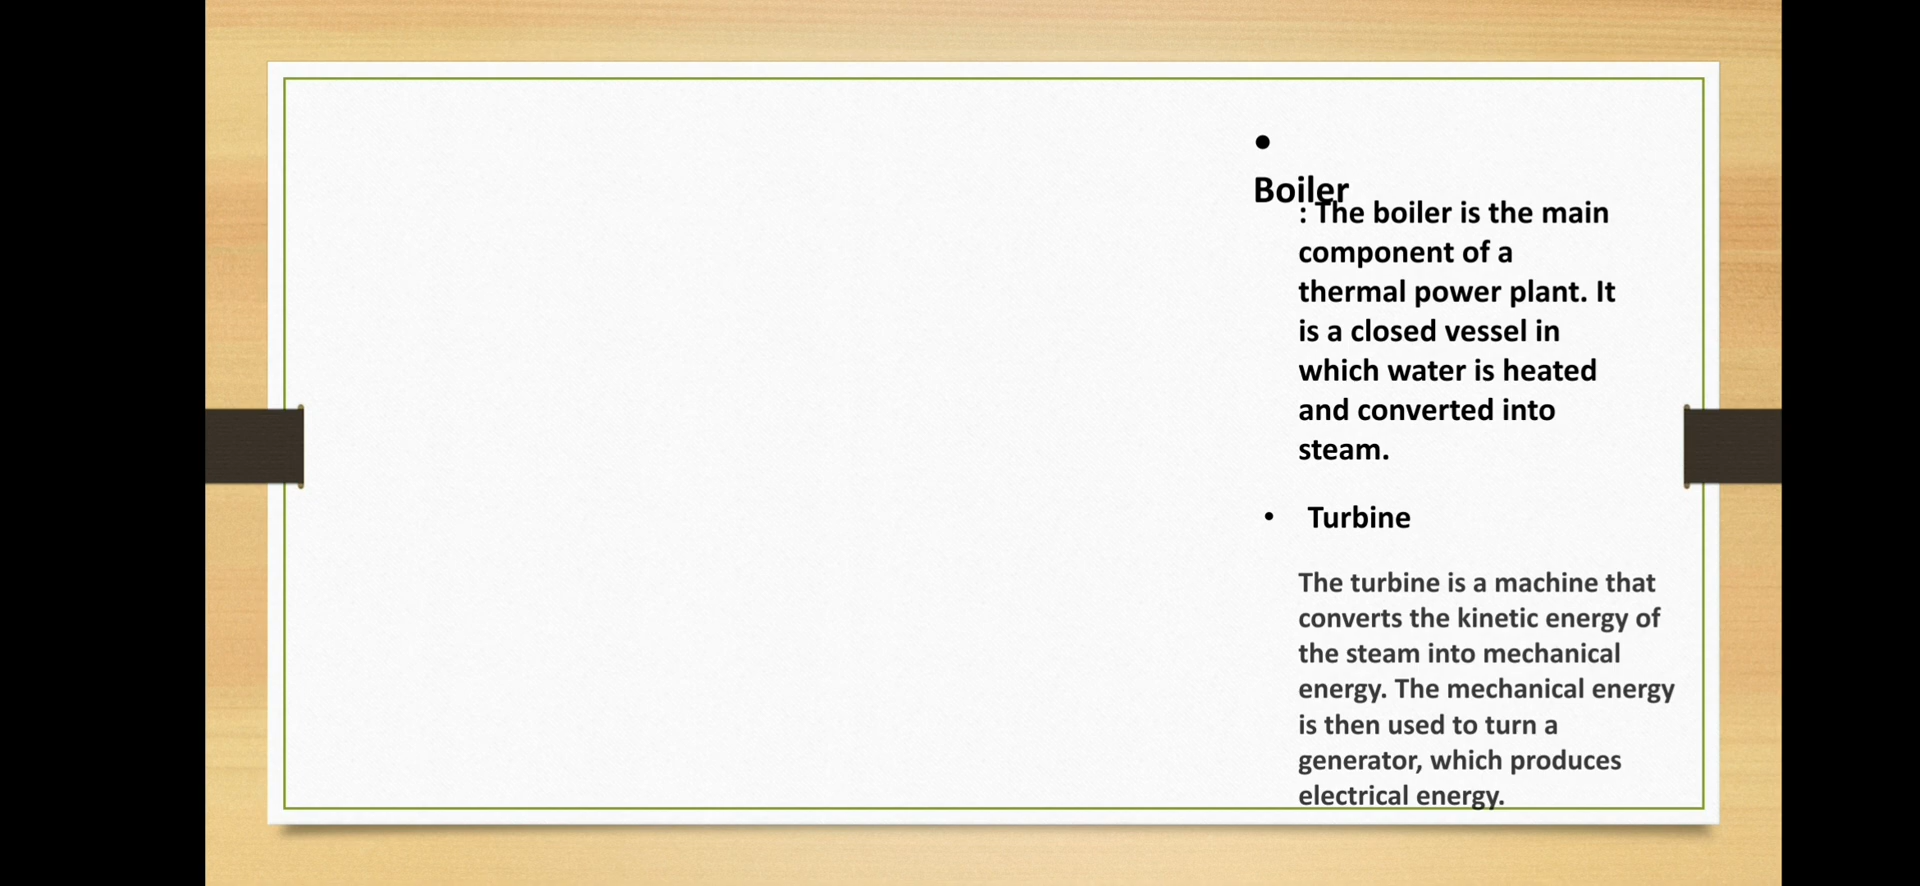 •
Boiler
: The boiler is the main
component of a
thermal power plant. It
is a closed vessel in
which water is heated
and converted into
steam.
• Turbine
The turbine is a machine that
converts the kinetic energy of
the steam into mechanical
energy. The mechanical energy
is then used to turn a
generator, which produces
electrical energy.